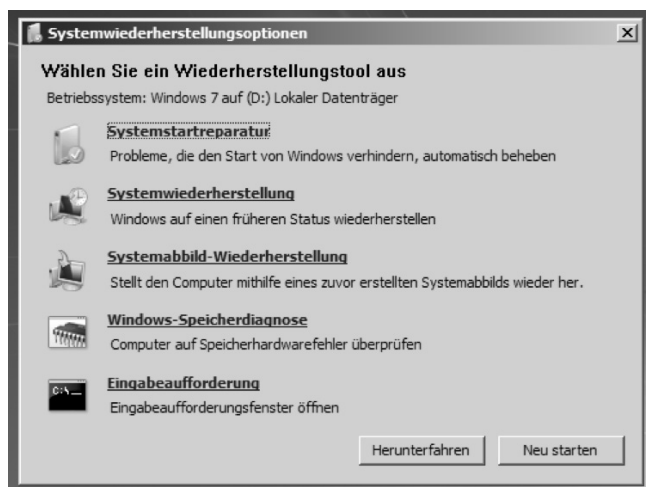 Systemwiederherstellungsoptionen
Wählen Sie ein Wiederherstellungstool aus
Betriebssystem: Windows 7 auf (D:) Lokaler Datenträger
Systemstartreparatur
Probleme, die den Start von Windows verhindern, automatisch beheben
Systemwiederherstellung
Windows auf einen früheren Status wiederherstellen
Systemabbild-Wiederherstellung
Stellt den Computer mithilfe eines zuvor erstellten Systemabbilds wieder her.
Windows-Speicherdiagnose
Computer auf Speicherhardwarefehler überprüfen
C:\_
Eingabeaufforderung
Eingabeaufforderungsfenster öffnen
Herunterfahren Neu starten